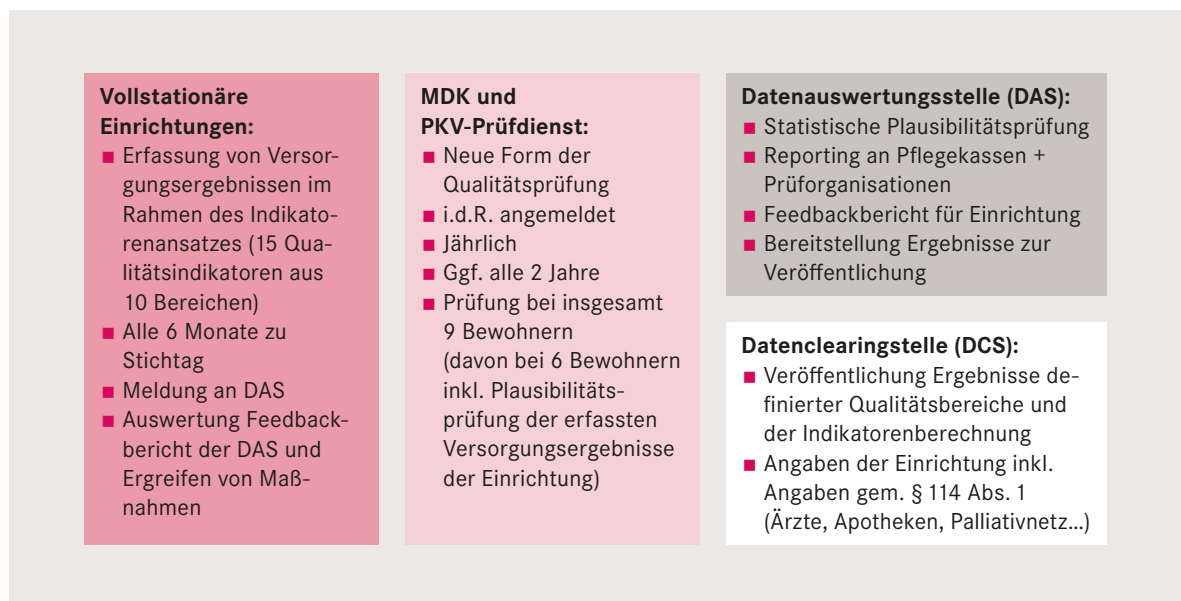 Vollstationäre
Einrichtungen:
■ Erfassung von Versor-
gungsergebnissen im
Rahmen des Indikato-
renansatzes (15 Qua-
litätsindikatoren aus
10 Bereichen)
■ Alle 6 Monate zu
Stichtag
■ Meldung an DAS
■ Auswertung Feedback-
bericht der DAS und
Ergreifen von Maß-
nahmen
MDK und
PKV-Prüfdienst:
■ Neue Form der
Qualitätsprüfung
■ i.d.R. angemeldet
■ Jährlich
■ Ggf. alle 2 Jahre
■ Prüfung bei insgesamt
9 Bewohnern
(davon bei 6 Bewohnern
inkl. Plausibilitäts-
prüfung der erfassten
Versorgungsergebnisse
der Einrichtung)
Datenauswertungsstelle (DAS):
■ Statistische Plausibilitätsprüfung
■ Reporting an Pflegekassen +
Prüforganisationen
■ Feedbackbericht für Einrichtung
■ Bereitstellung Ergebnisse zur
Veröffentlichung
Datenclearingstelle (DCS):
■ Veröffentlichung Ergebnisse de-
finierter Qualitätsbereiche und
der Indikatorenberechnung
■ Angaben der Einrichtung inkl.
Angaben gem. § 114 Abs. 1
(Ärzte, Apotheken, Palliativnetz...)